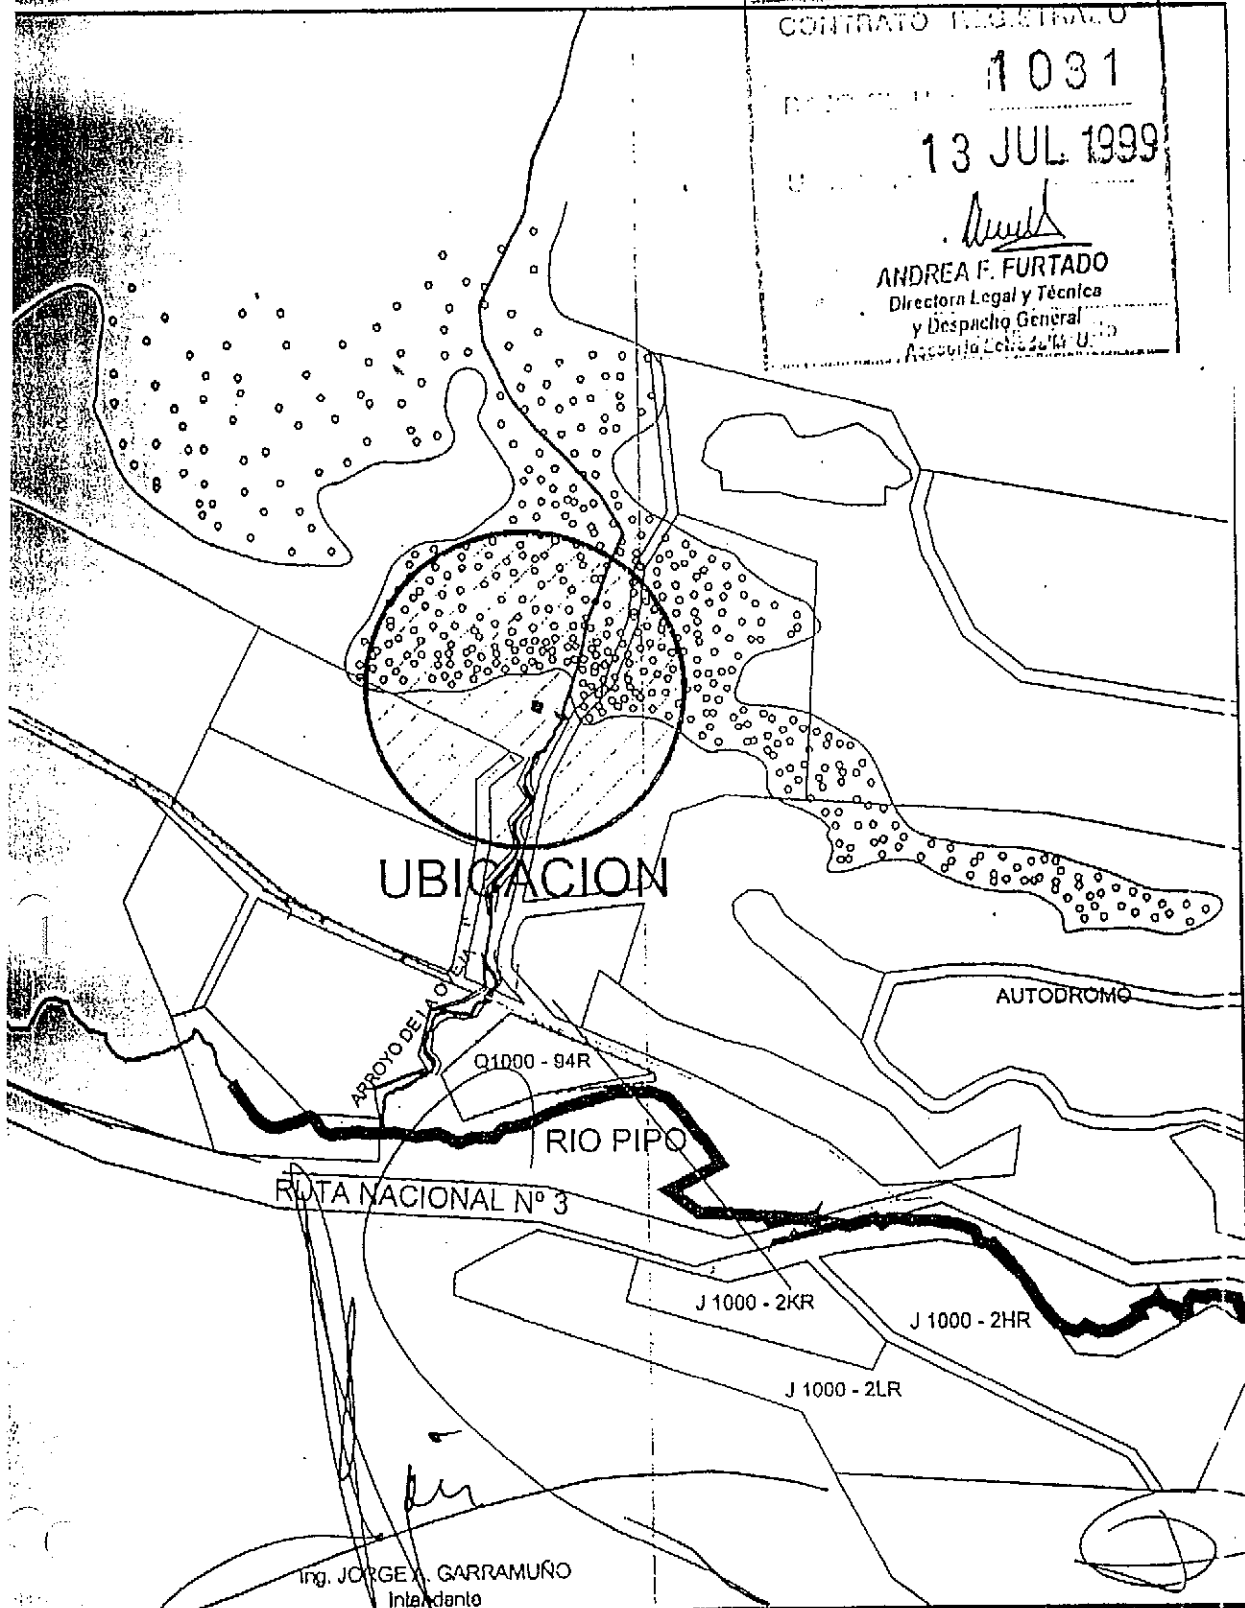 CONTRATO
1031
13 JUL. 1999
ANDREA F. FURTADO
Directora Legal y Técnica
y Despacho General
UBICACION
AUTODROMO
ARROYO DE LA
Q1000 - 94R
RIO PIPO
RUTA NACIONAL Nº 3
J 1000 - 2KR
J 1000 - 2HR
J 1000 - 2LR
Ing. JORGE A. GARRAMUÑO
Intendente